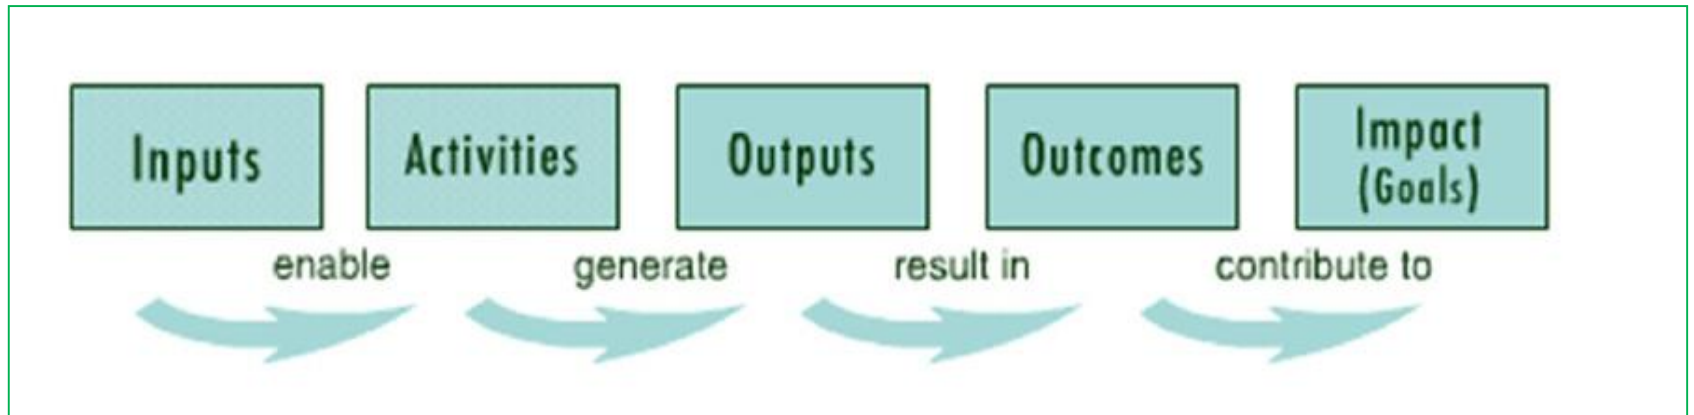 Inputs
Activities
Outputs
Outcomes
Impact
(Goals)
enable
generate
result in
contribute to